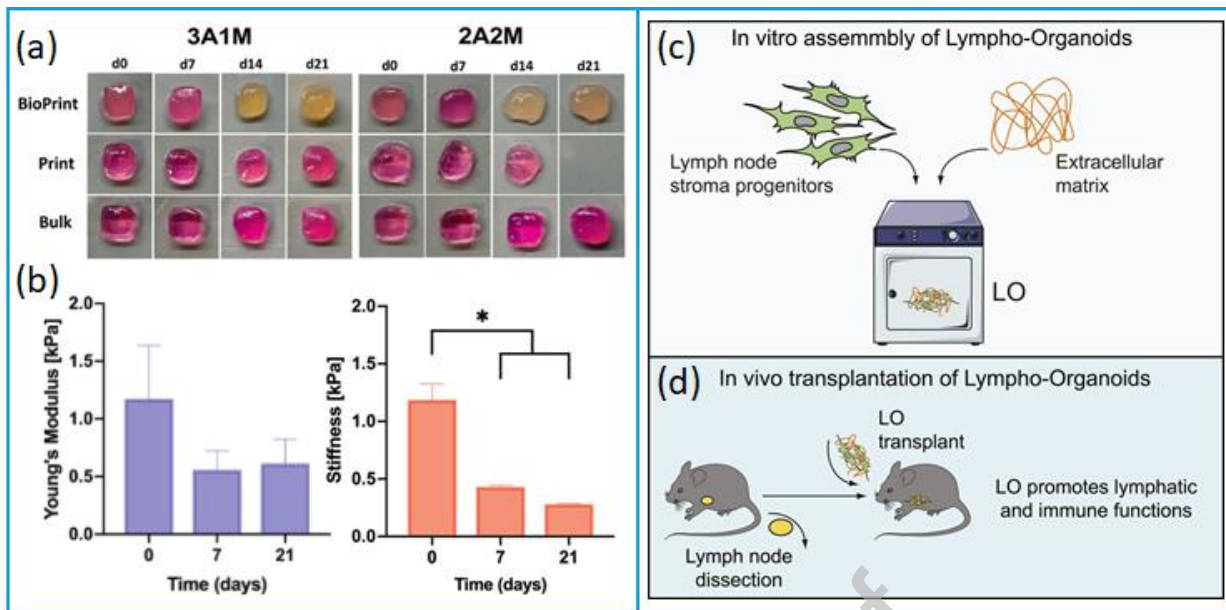 (a)
3A1M
2A2M
d0 d7 d14 d21 d0 d7 d14 d21
BioPrint
Print
Bulk
(b)
Young's Modulus [kPa]
2.0
1.5
1.0
0.5
0.0
0 7 21
Time (days)
Stiffness [kPa]
2.0
1.5
1.0
0.5
0.0
*
0 7 21
Time (days)
(c)
In vitro assemmbly of Lympho-Organoids
Lymph node
stroma progenitors
Extracellular
matrix
LO
(d)
In vivo transplantation of Lympho-Organoids
LO
transplant
Lymph node
dissection
LO promotes lymphatic
and immune functions
f